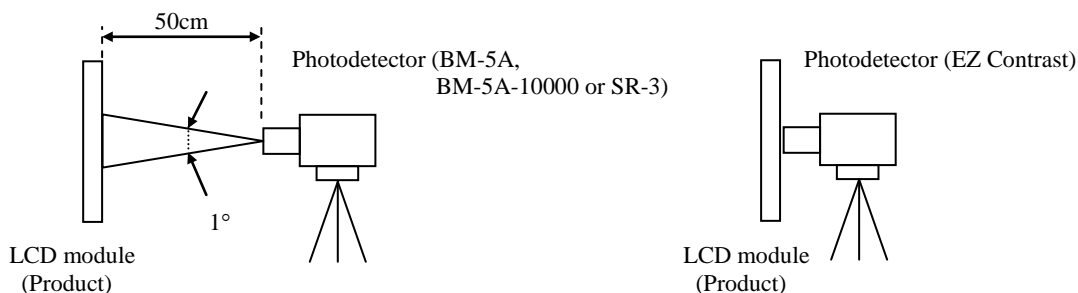 50cm
Photodetector (BM-5A,
BM-5A-10000 or SR-3)
1°
LCD module
(Product)
Photodetector (EZ Contrast)
LCD module
(Product)